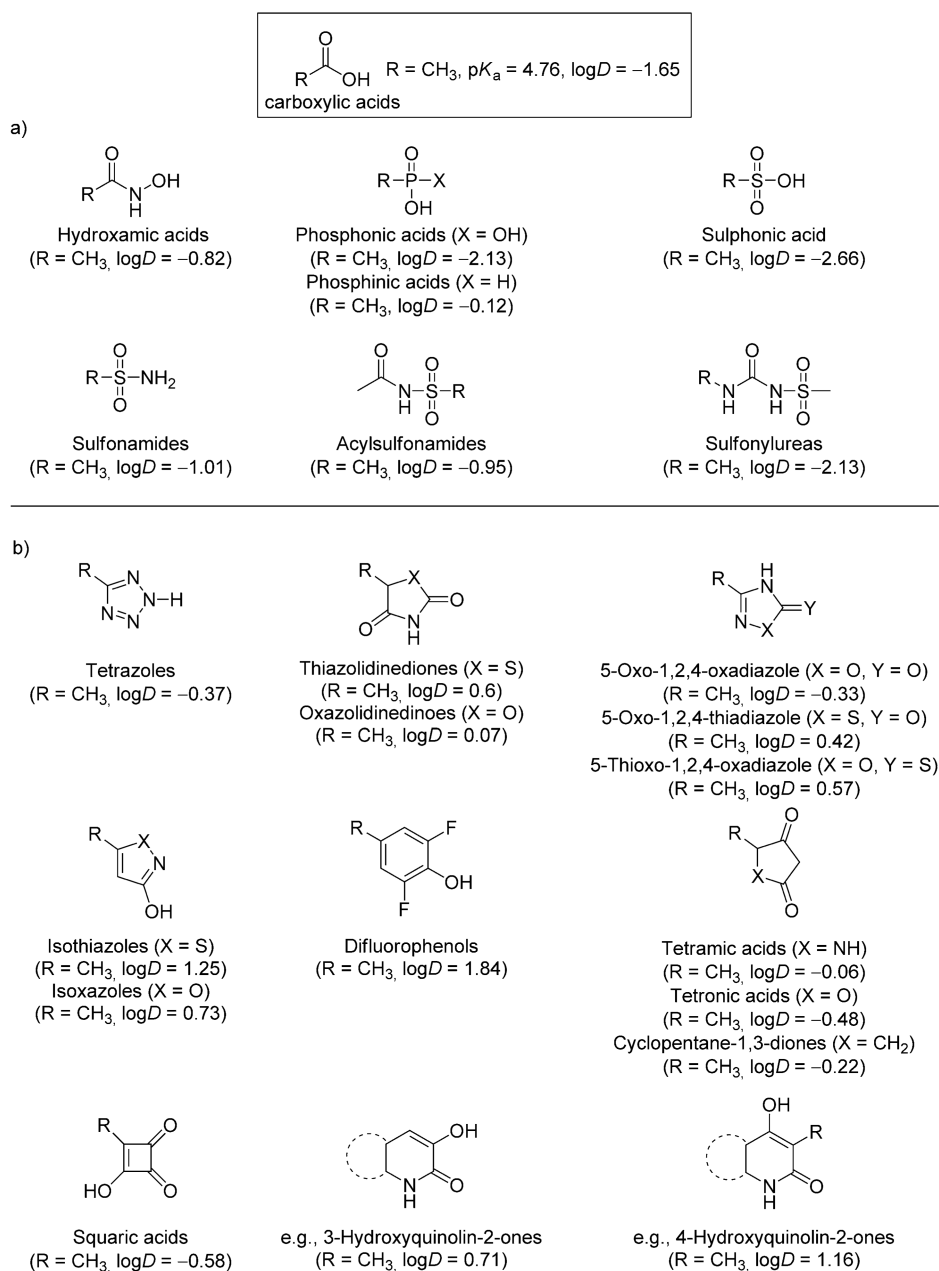 R = CH₃, pKₐ = 4.76, logD = −1.65
carboxylic acids
a)
Hydroxamic acids
(R = CH₃, logD = −0.82)
Phosphonic acids (X = OH)
(R = CH₃, logD = −2.13)
Phosphinic acids (X = H)
(R = CH₃, logD = −0.12)
Sulphonic acid
(R = CH₃, logD = −2.66)
Sulfonamides
(R = CH₃, logD = −1.01)
Acylsulfonamides
(R = CH₃, logD = −0.95)
Sulfonylureas
(R = CH₃, logD = −2.13)
b)
Tetrazoles
(R = CH₃, logD = −0.37)
Thiazolidinediones (X = S)
(R = CH₃, logD = 0.6)
Oxazolidinedinoes (X = O)
(R = CH₃, logD = 0.07)
5-Oxo-1,2,4-oxadiazole (X = O, Y = O)
(R = CH₃, logD = −0.33)
5-Oxo-1,2,4-thiadiazole (X = S, Y = O)
(R = CH₃, logD = 0.42)
5-Thioxo-1,2,4-oxadiazole (X = O, Y = S)
(R = CH₃, logD = 0.57)
Isothiazoles (X = S)
(R = CH₃, logD = 1.25)
Isoxazoles (X = O)
(R = CH₃, logD = 0.73)
Difluorophenols
(R = CH₃, logD = 1.84)
Tetramic acids (X = NH)
(R = CH₃, logD = −0.06)
Tetronic acids (X = O)
(R = CH₃, logD = −0.48)
Cyclopentane-1,3-diones (X = CH₂)
(R = CH₃, logD = −0.22)
Squaric acids
(R = CH₃, logD = −0.58)
e.g., 3-Hydroxyquinolin-2-ones
(R = CH₃, logD = 0.71)
e.g., 4-Hydroxyquinolin-2-ones
(R = CH₃, logD = 1.16)